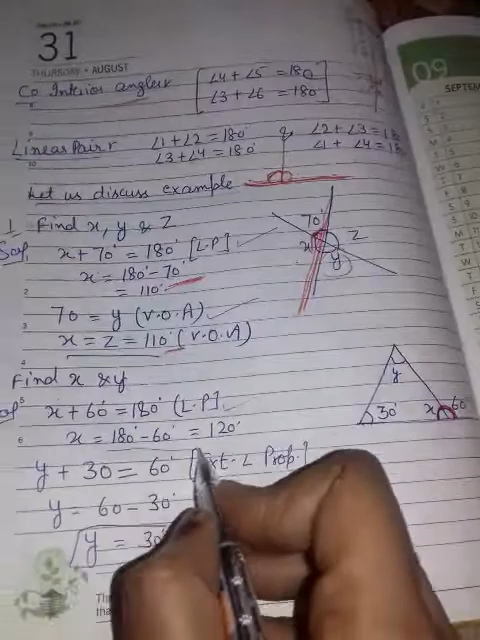 31
THURSDAY • AUGUST
09
SEPTEM
Co Interior angles
∠4 + ∠5 = 180°
∠3 + ∠6 = 180°
Linear Pair
∠1 + ∠2 = 180°
∠3 + ∠4 = 180°
∠2 + ∠3 = 18
∠1 + ∠4 = 18
Let us discuss example
1 Find x, y & z
x + 70° = 180° [L.P]
x = 180° - 70°
= 110°
70 = y (V.O.A)
x = z = 110° (V.O.A)
70°
x
z
y
Find x & y
x + 60° = 180° (L.P]
x = 180° - 60° = 120°
y + 30 = 60° [Ext. ∠ Prop.]
y = 60 - 30°
y = 30
y
30°
x
60